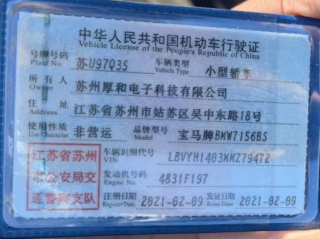 中华人民共和国机动车行驶证
Vehicle License of the People's Republic of China
号牌号码 Plate No. 苏U97Q35 车辆类型 Vehicle Type 小型轿车
所有人 Owner 苏州厚和电子科技有限公司
住址 Address 江苏省苏州市姑苏区吴中东路18号
使用性质 Use Character 非营运 品牌型号 Model 宝马牌BMW7156BS
江苏省苏州市公安局交通警察支队
车辆识别代号 VIN LBVYH1403MMZ79472
发动机号码 Engine No. 4831F197
注册日期 Register Date 2021-02-09 发证日期 Issue Date 2021-02-09